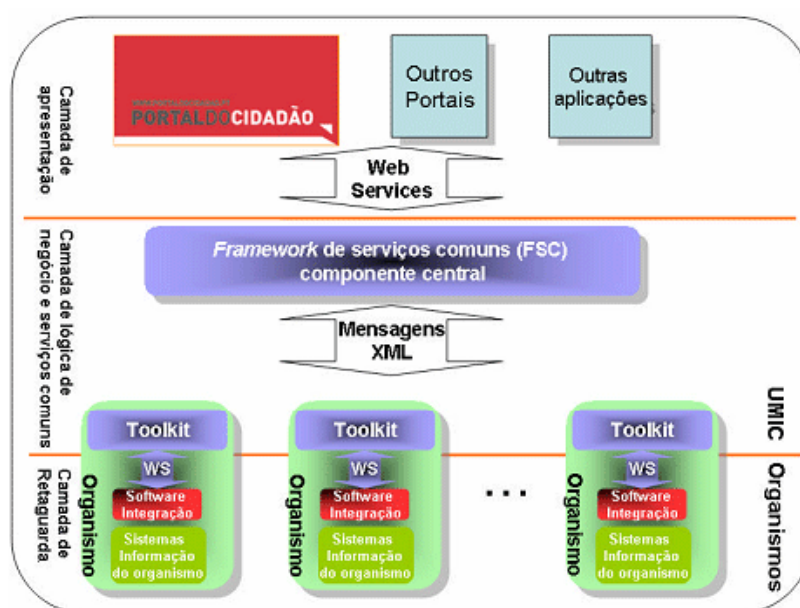 Camada de
apresentação
PORTALDOCIDADÃO
Outros
Portais
Outras
aplicações
Web
Services
Camada de lógica de
negócio e serviços comuns
Framework de serviços comuns (FSC)
componente central
Mensagens
XML
UMIC
Toolkit
Toolkit
Toolkit
Camada de
Retaguarda
Organismo
WS
Software
Integração
Sistemas
Informação
do organismo
Organismo
WS
Software
Integração
Sistemas
Informação
do organismo
...
Organismo
WS
Software
Integração
Sistemas
Informação
do organismo
Organismos